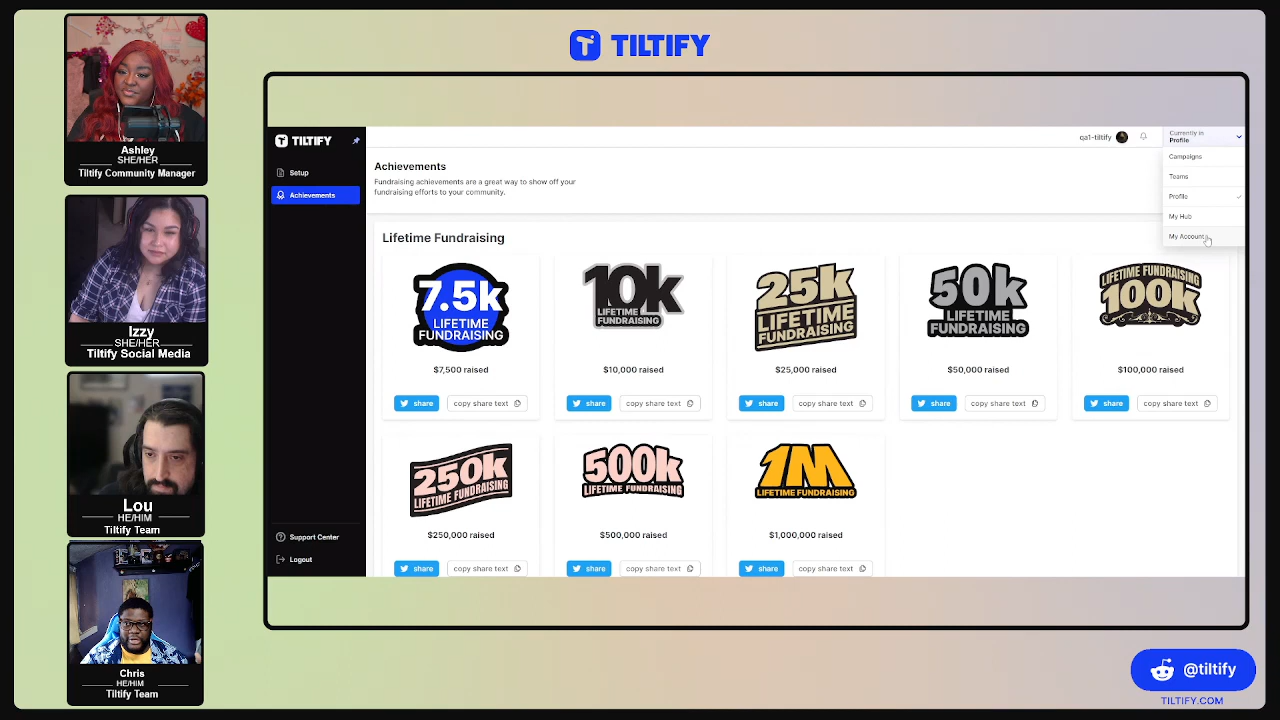 TILTIFY
Ashley
SHE/HER
Tiltify Community Manager
Izzy
SHE/HER
Tiltify Social Media
Lou
HE/HIM
Tiltify Team
Chris
HE/HIM
Tiltify Team
TILTIFY
Setup
Achievements
Support Center
Logout
qa1-tiltify
Currently in
Profile
Campaigns
Teams
Profile
My Hub
My Account
Achievements
Fundraising achievements are a great way to show off your
fundraising efforts to your community.
Lifetime Fundraising
7.5k
LIFETIME
FUNDRAISING
$7,500 raised
share copy share text
10k
LIFETIME
FUNDRAISING
$10,000 raised
share copy share text
25k
LIFETIME
FUNDRAISING
$25,000 raised
share copy share text
50k
LIFETIME
FUNDRAISING
$50,000 raised
share copy share text
LIFETIME FUNDRAISING
100k
$100,000 raised
share copy share text
250k
LIFETIME FUNDRAISING
$250,000 raised
share copy share text
500k
LIFETIME FUNDRAISING
$500,000 raised
share copy share text
1M
LIFETIME FUNDRAISING
$1,000,000 raised
share copy share text
@tiltify
TILTIFY.COM